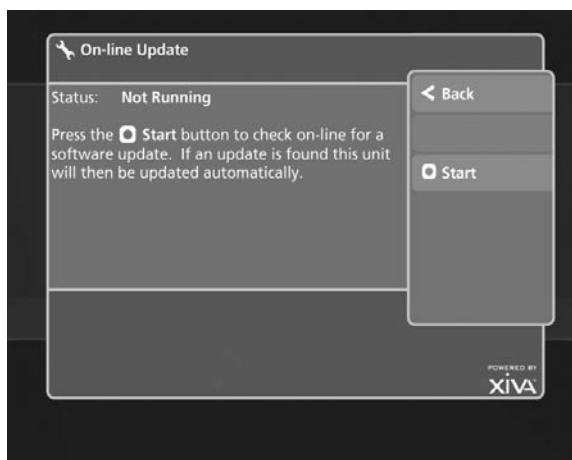 On-line Update
Status: Not Running
Press the Start button to check on-line for a
software update. If an update is found this unit
will then be updated automatically.
< Back
Start
POWERED BY
XiVA